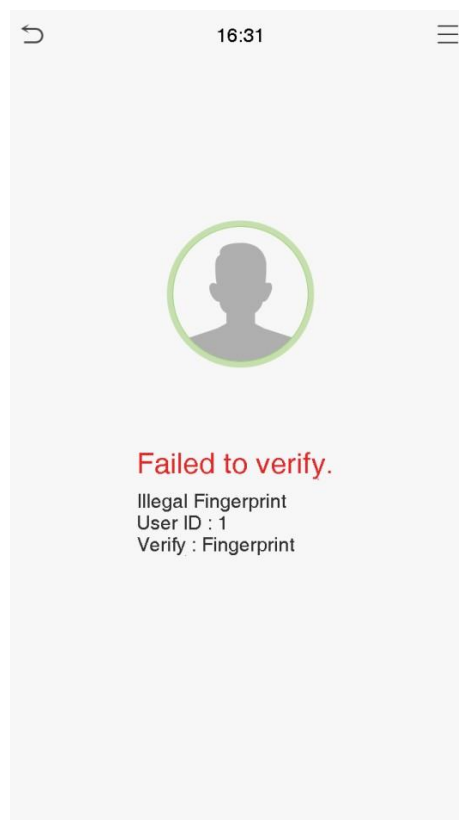 16:31
Failed to verify.
Illegal Fingerprint
User ID : 1
Verify : Fingerprint